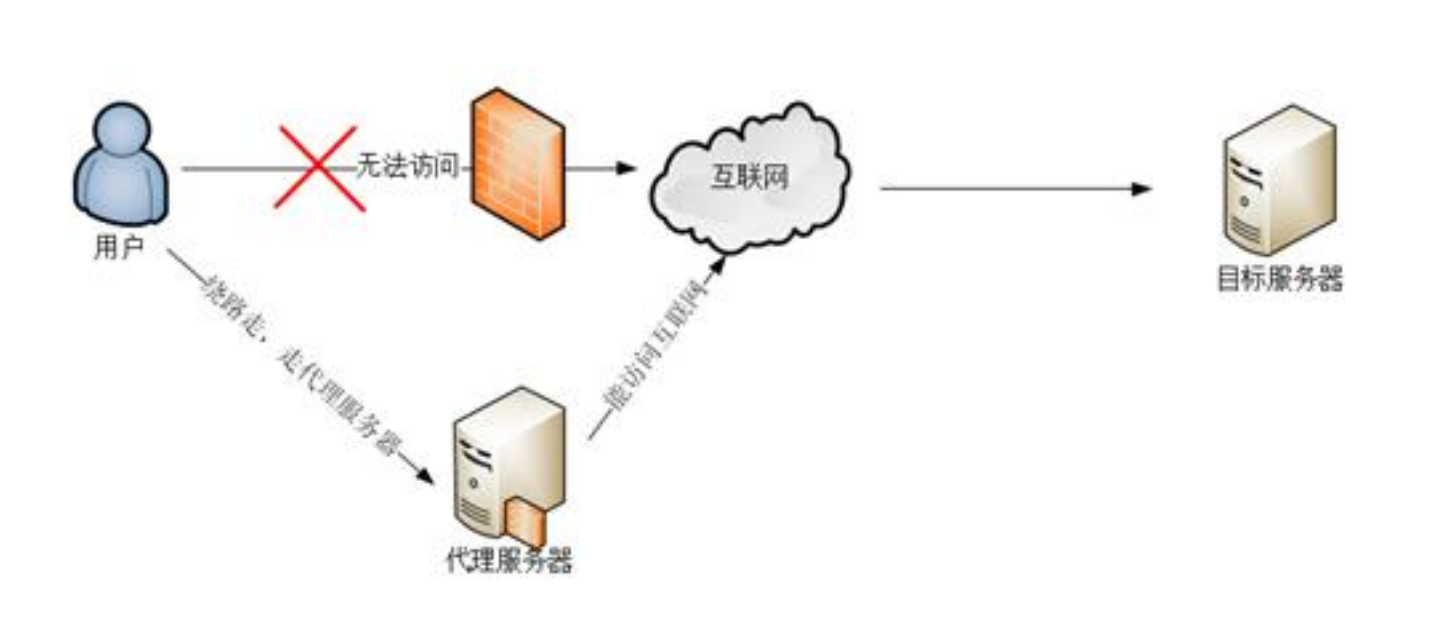 无法访问
互联网
用户
目标服务器
绕路走，走代理服务器
能访问互联网
代理服务器